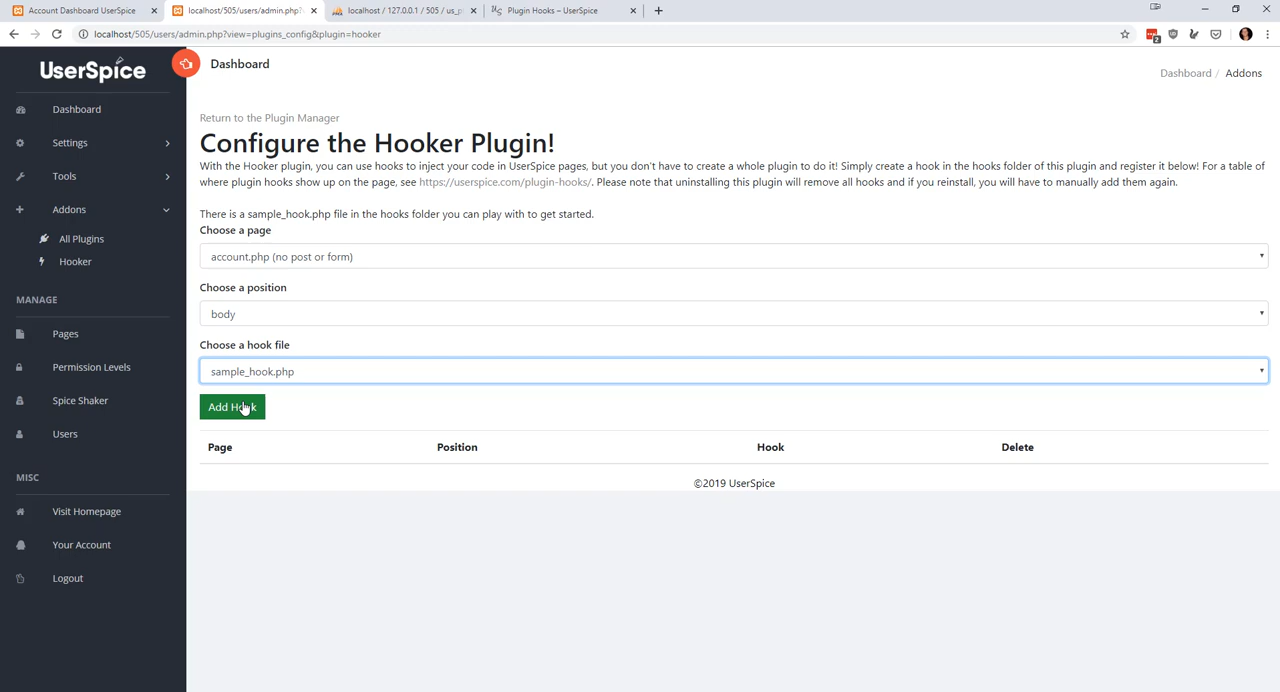 Account Dashboard UserSpice
localhost/505/users/admin.php?
localhost / 127.0.0.1 / 505 / us_p
Plugin Hooks – UserSpice
localhost/505/users/admin.php?view=plugins_config&plugin=hooker
UserSpice
Dashboard
Settings
Tools
Addons
All Plugins
Hooker
MANAGE
Pages
Permission Levels
Spice Shaker
Users
MISC
Visit Homepage
Your Account
Logout
Dashboard
Dashboard / Addons
Return to the Plugin Manager
Configure the Hooker Plugin!
With the Hooker plugin, you can use hooks to inject your code in UserSpice pages, but you don't have to create a whole plugin to do it! Simply create a hook in the hooks folder of this plugin and register it below! For a table of
where plugin hooks show up on the page, see https://userspice.com/plugin-hooks/. Please note that uninstalling this plugin will remove all hooks and if you reinstall, you will have to manually add them again.
There is a sample_hook.php file in the hooks folder you can play with to get started.
Choose a page
account.php (no post or form)
Choose a position
body
Choose a hook file
sample_hook.php
Add Hook
Page Position Hook Delete
©2019 UserSpice